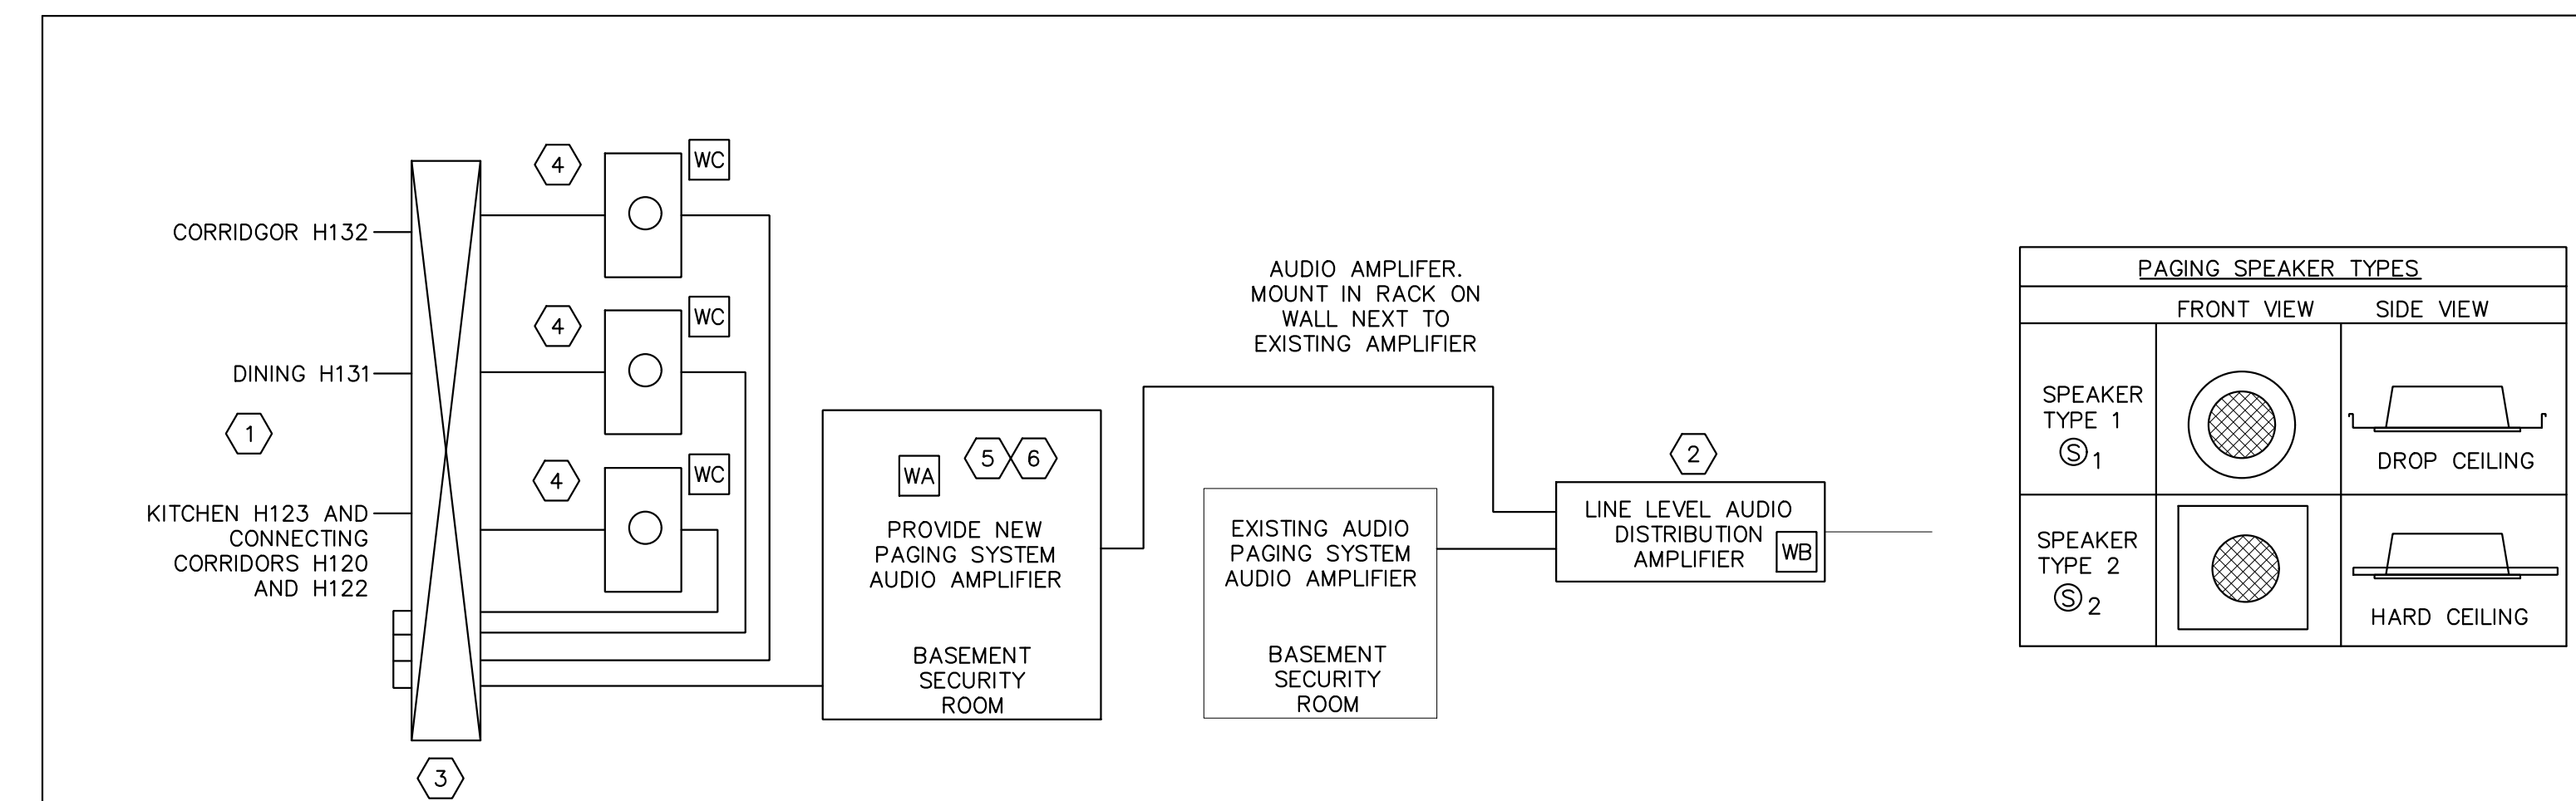 CORRIDGOR H132
DINING H131
1
KITCHEN H123 AND
CONNECTING
CORRIDORS H120
AND H122
3
4
WC
4
WC
4
WC
WA
5
6
PROVIDE NEW
PAGING SYSTEM
AUDIO AMPLIFIER
BASEMENT
SECURITY
ROOM
AUDIO AMPLIFER.
MOUNT IN RACK ON
WALL NEXT TO
EXISTING AMPLIFIER
EXISTING AUDIO
PAGING SYSTEM
AUDIO AMPLIFIER
BASEMENT
SECURITY
ROOM
2
LINE LEVEL AUDIO
DISTRIBUTION
AMPLIFIER
WB
PAGING SPEAKER TYPES
FRONT VIEW SIDE VIEW
SPEAKER
TYPE 1
S 1
DROP CEILING
SPEAKER
TYPE 2
S 2
HARD CEILING